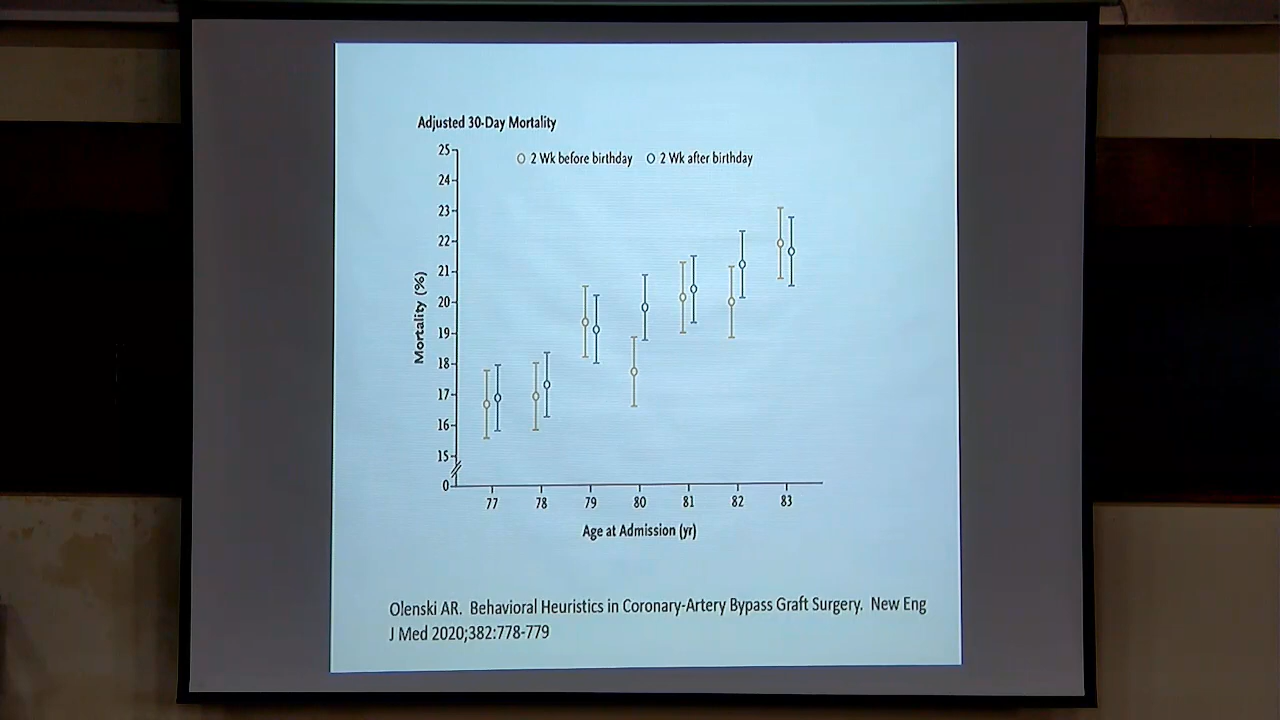 Adjusted 30-Day Mortality
2 Wk before birthday 2 Wk after birthday
25
24
23
22
21
20
19
18
17
16
15
0
Mortality (%)
77 78 79 80 81 82 83
Age at Admission (yr)
Olenski AR. Behavioral Heuristics in Coronary-Artery Bypass Graft Surgery. New Eng
J Med 2020;382:778-779